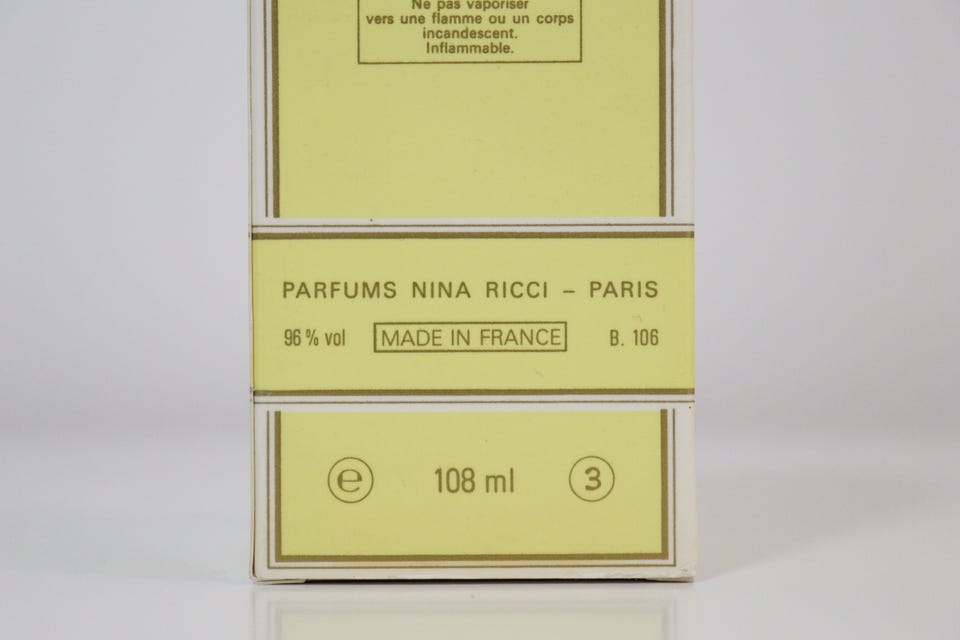 Ne pas vaporiser
vers une flamme ou un corps
incandescent.
Inflammable.
PARFUMS NINA RICCI – PARIS
96 % vol MADE IN FRANCE B. 106
℮ 108 ml 3